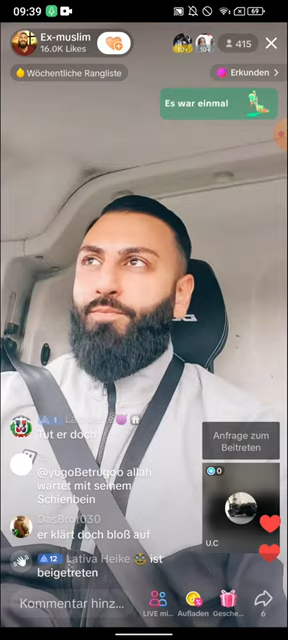 09:39
69
Ex-muslim
16.0K Likes
415
Wöchentliche Rangliste
Erkunden >
Es war einmal
Tut er doch
@yugoBetruggo allah
wartet mit seinem
Schienbein
DasBrot030
er klärt doch bloß auf
12 Lativa Heike ist
beigetreten
Anfrage zum
Beitreten
0
U.C
Kommentar hinz...
LIVE mi...
Aufladen
Gesche...
6